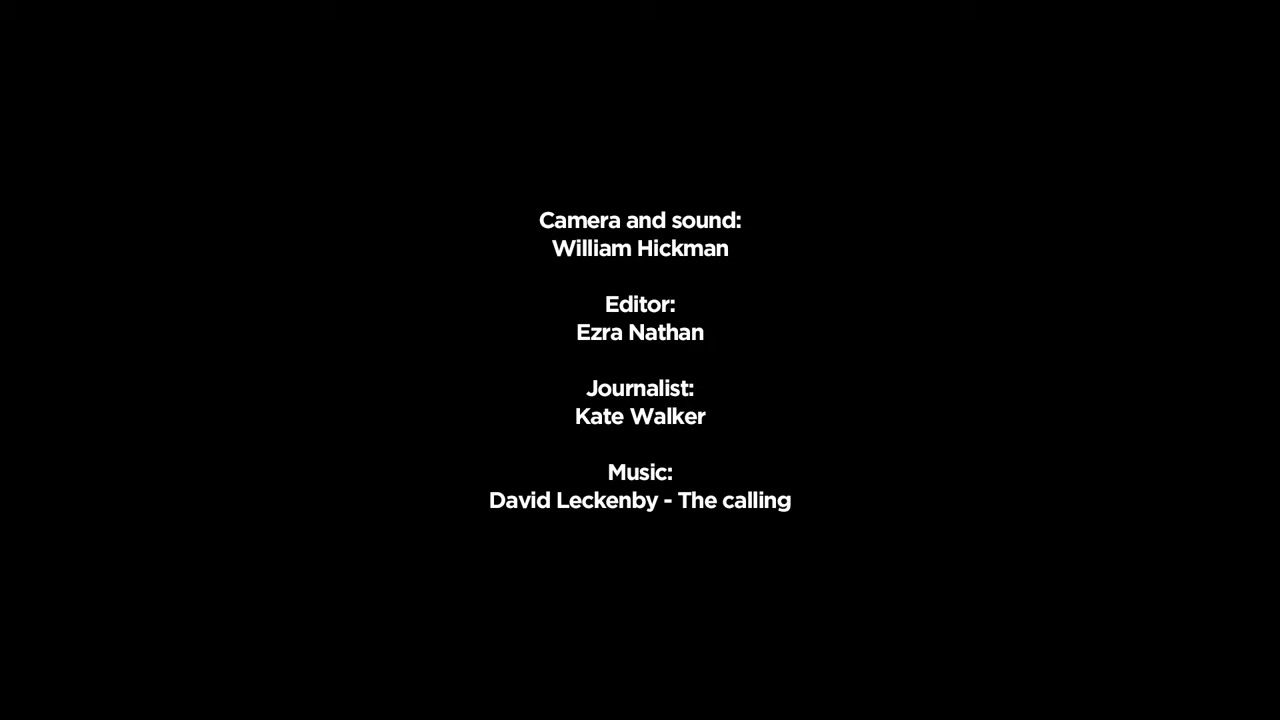 Camera and sound:
William Hickman
Editor:
Ezra Nathan
Journalist:
Kate Walker
Music:
David Leckenby - The calling